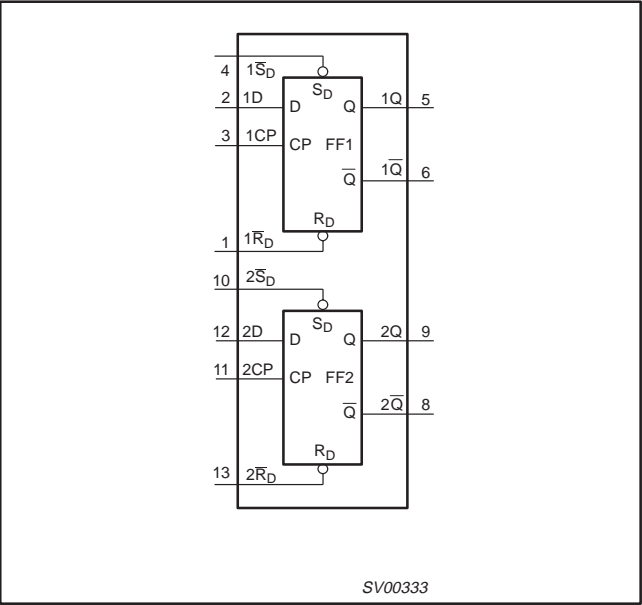 4 1S̅D
SD
2 1D D Q 1Q 5
3 1CP CP FF1
Q̅ 1Q̅ 6
RD
1 1R̅D
10 2S̅D
SD
12 2D D Q 2Q 9
11 2CP CP FF2
Q̅ 2Q̅ 8
RD
13 2R̅D
SV00333